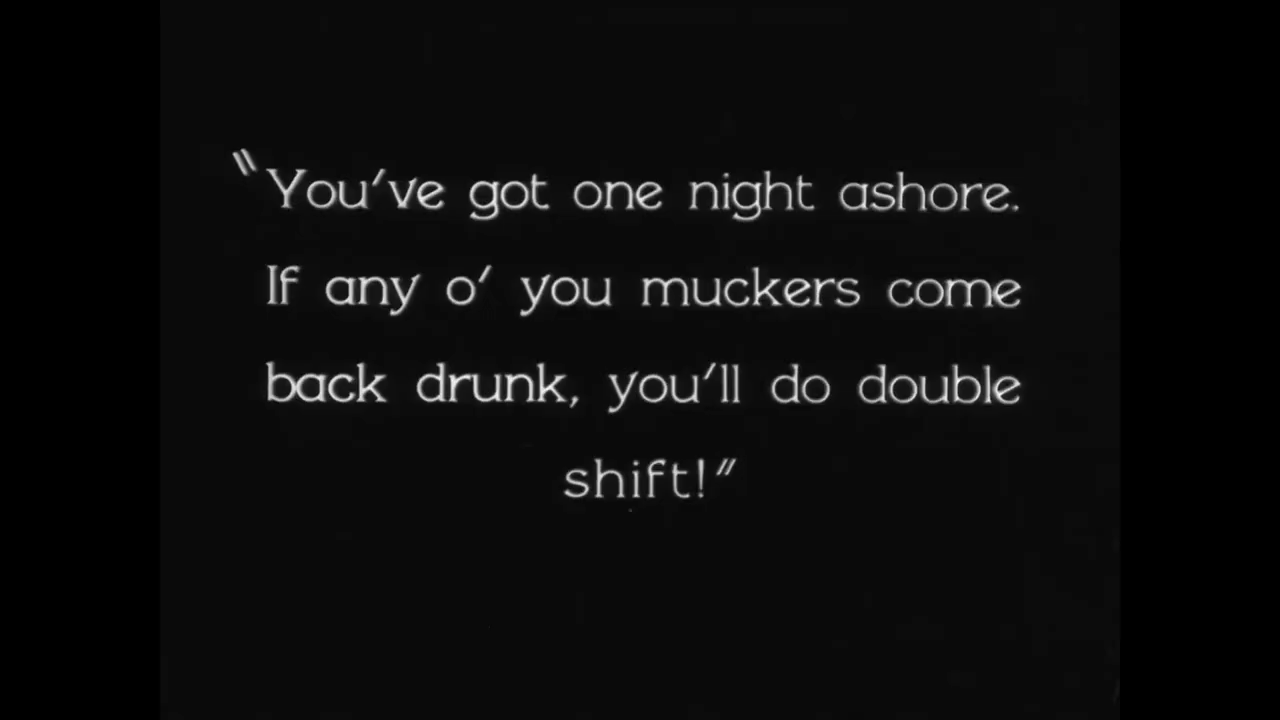 "You've got one night ashore.
If any o' you muckers come
back drunk, you'll do double
shift!"